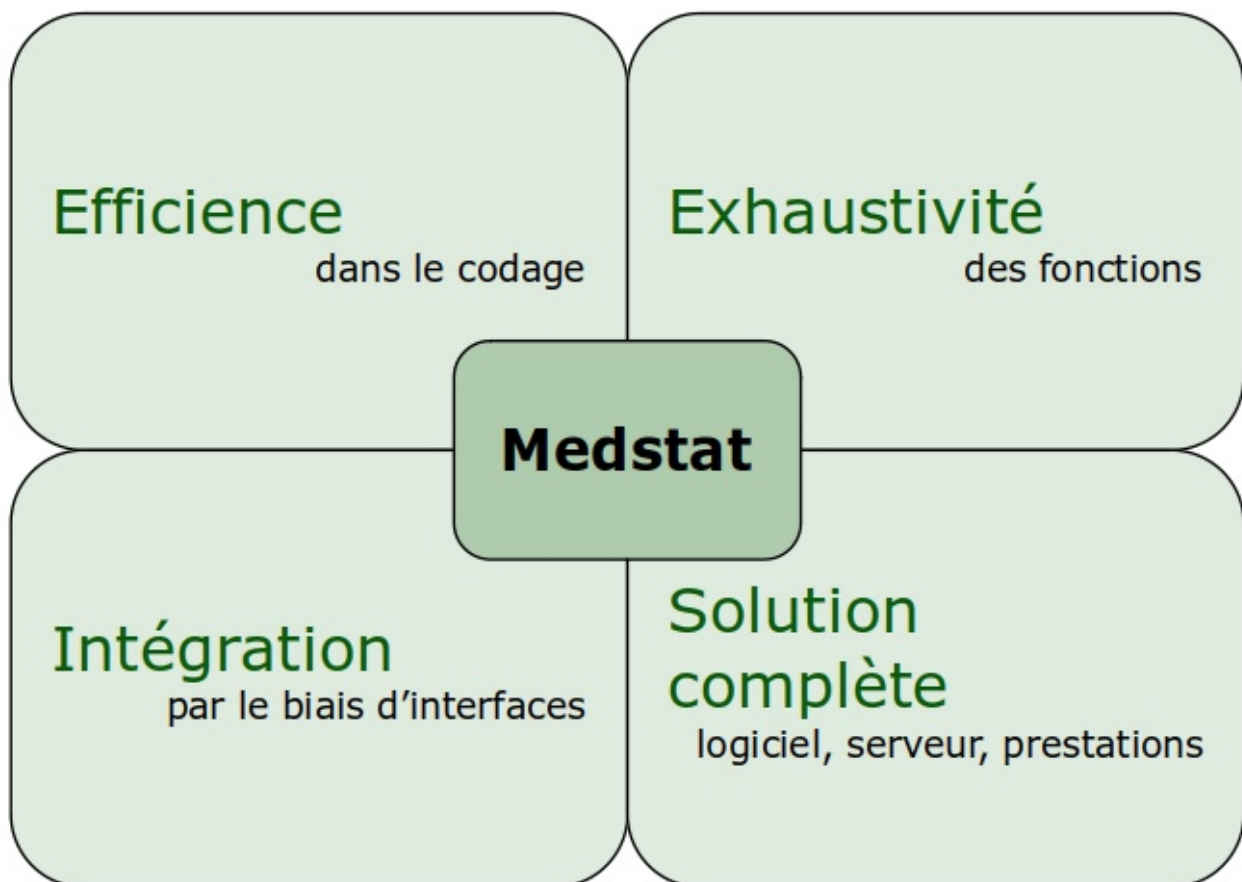 Efficience
dans le codage
Exhaustivité
des fonctions
Medstat
Intégration
par le biais d’interfaces
Solution
complète
logiciel, serveur, prestations